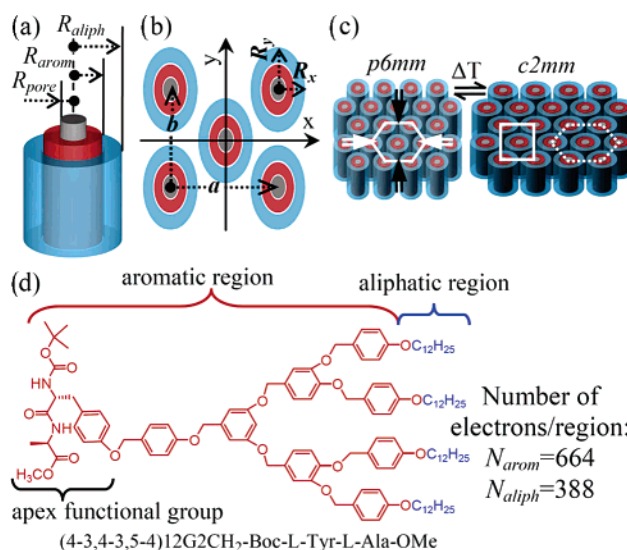 (a)
R_aliph
R_arom
R_pore
(b)
y
R_y
R_x
x
b
a
(c)
p6mm
ΔT
c2mm
(d)
aromatic region
aliphatic region
O
O
HN
O
HN
O
H₃CO
O
O
O
O
O
O
O
O
O
O
OC₁₂H₂₅
OC₁₂H₂₅
OC₁₂H₂₅
OC₁₂H₂₅
Number of
electrons/region:
N_arom=664
N_aliph=388
apex functional group
(4-3,4-3,5-4)12G2CH₂-Boc-L-Tyr-L-Ala-OMe